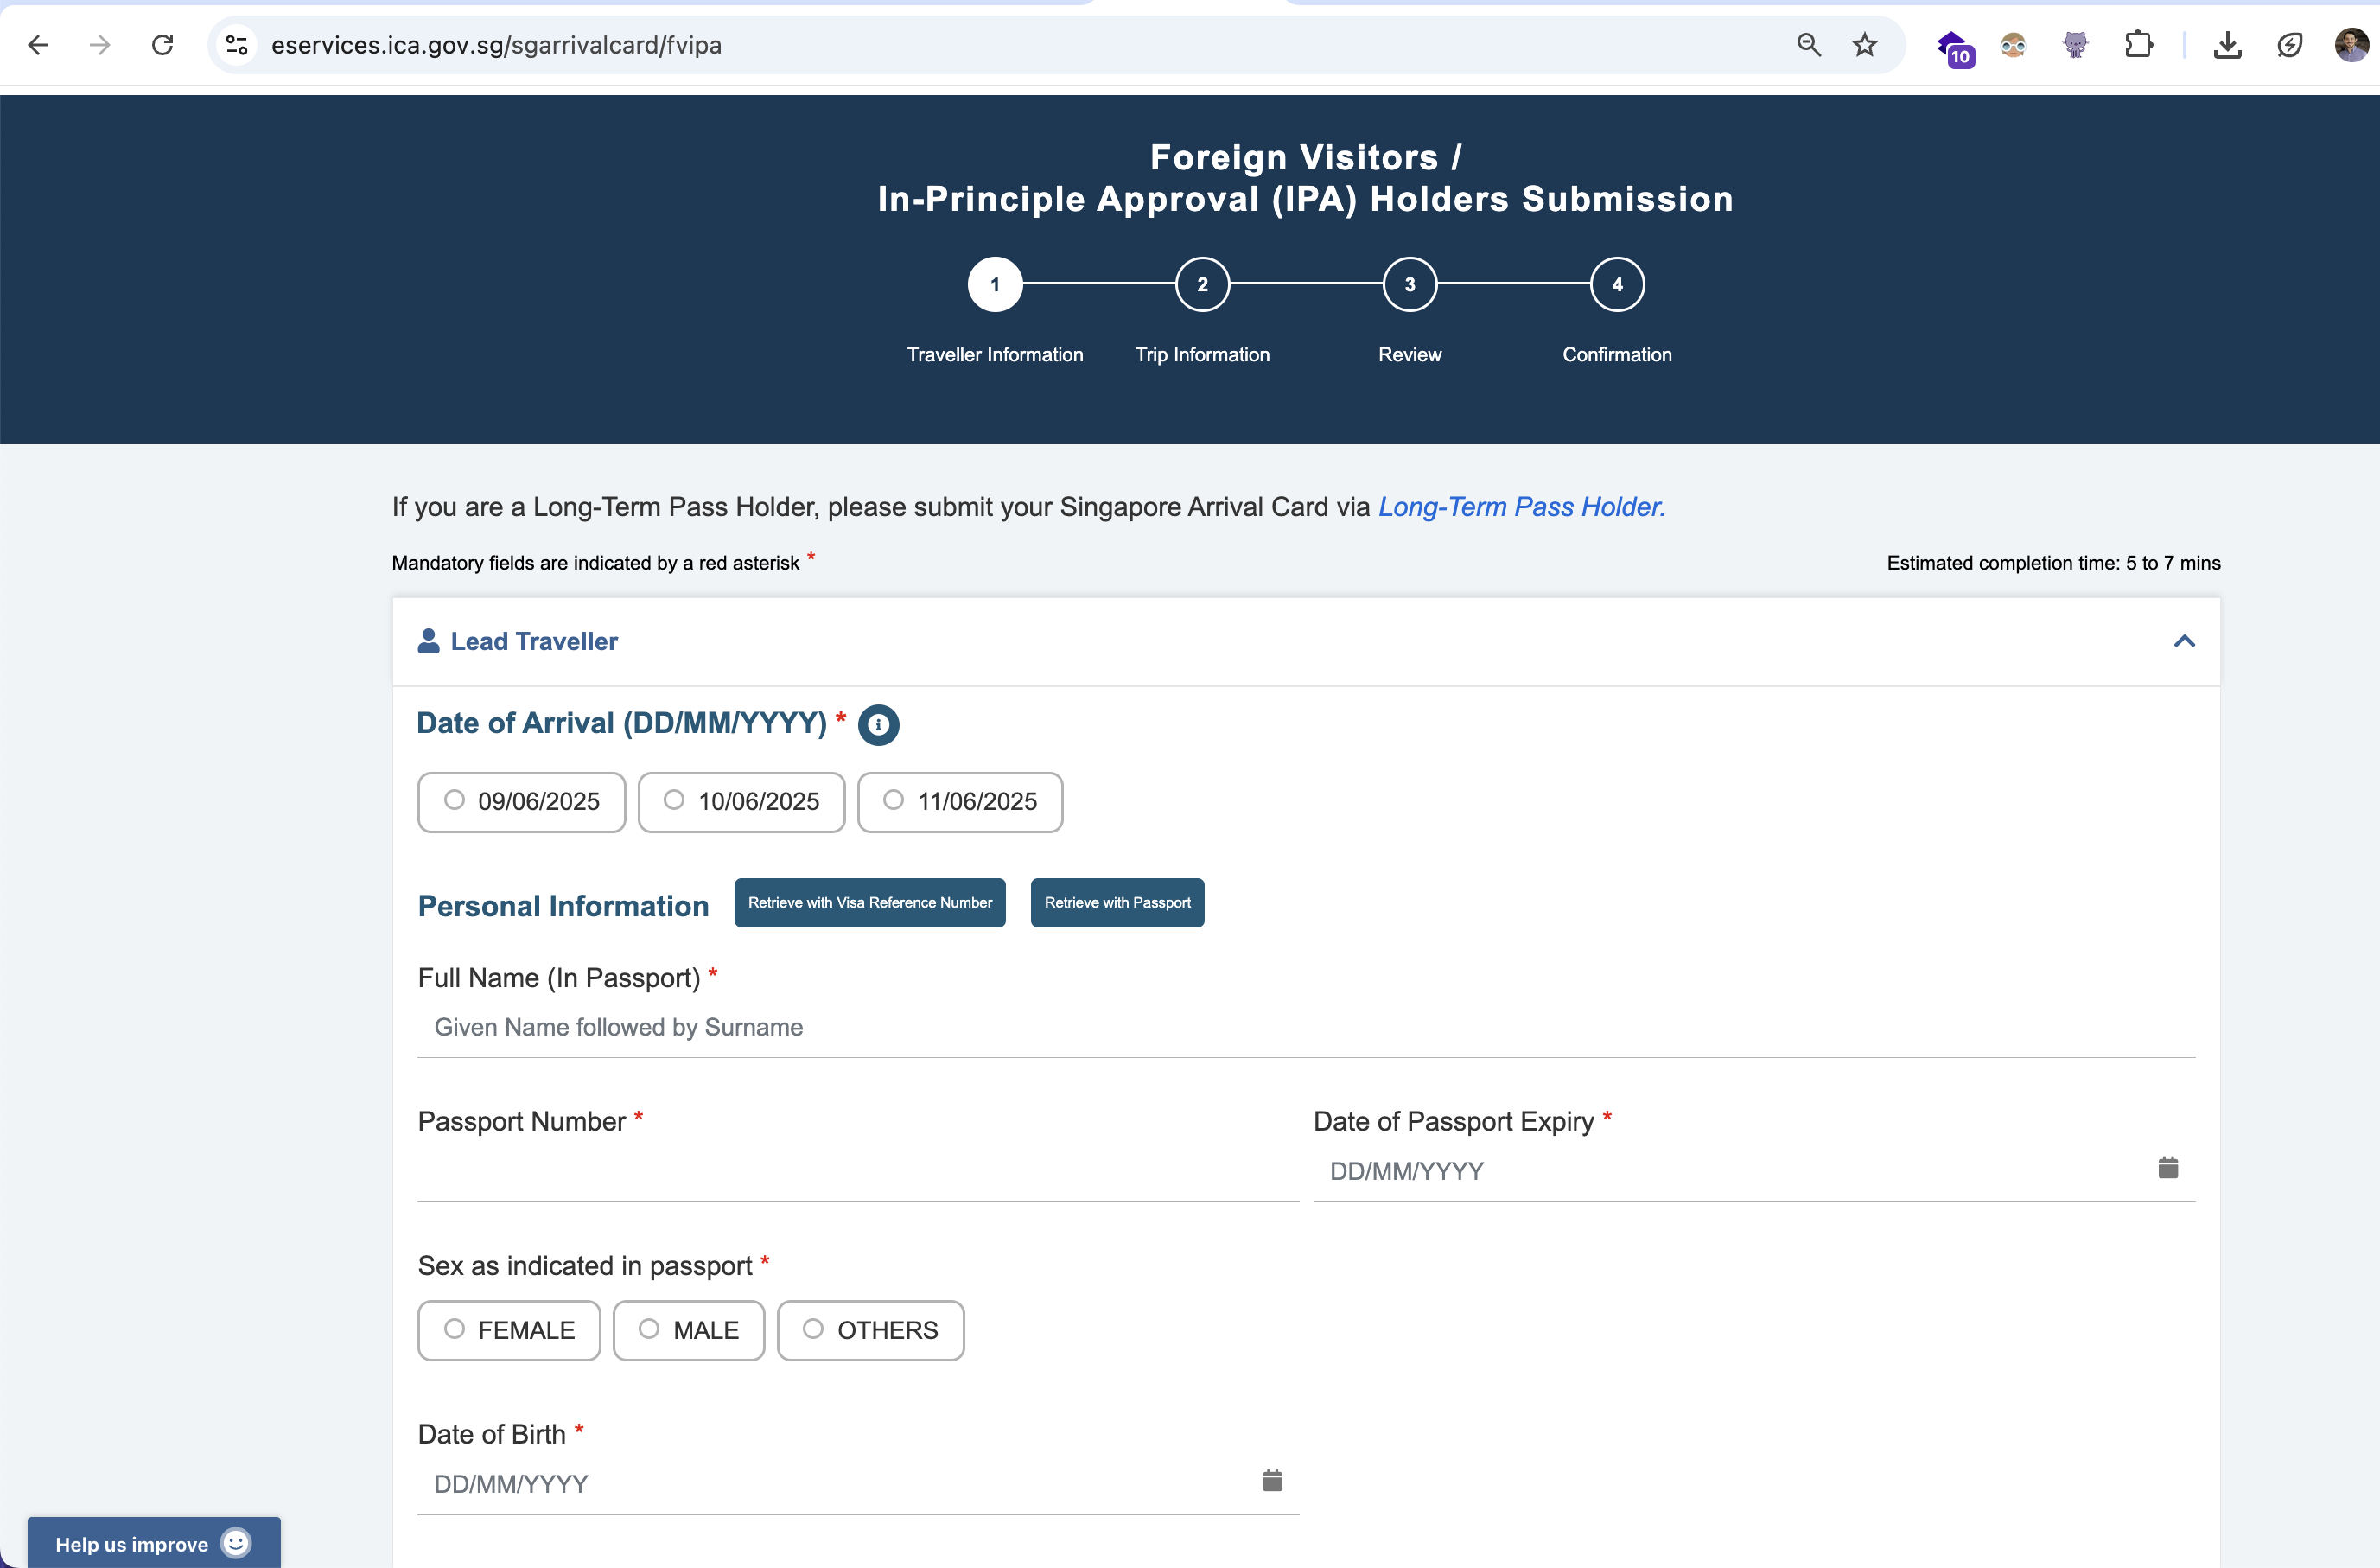 eservices.ica.gov.sg/sgarrivalcard/fvipa
10
Foreign Visitors /
In-Principle Approval (IPA) Holders Submission
1 2 3 4
Traveller Information Trip Information Review Confirmation
If you are a Long-Term Pass Holder, please submit your Singapore Arrival Card via Long-Term Pass Holder.
Mandatory fields are indicated by a red asterisk * Estimated completion time: 5 to 7 mins
Lead Traveller
Date of Arrival (DD/MM/YYYY) * i
09/06/2025 10/06/2025 11/06/2025
Personal Information Retrieve with Visa Reference Number Retrieve with Passport
Full Name (In Passport) *
Given Name followed by Surname
Passport Number * Date of Passport Expiry *
DD/MM/YYYY
Sex as indicated in passport *
FEMALE MALE OTHERS
Date of Birth *
DD/MM/YYYY
Help us improve